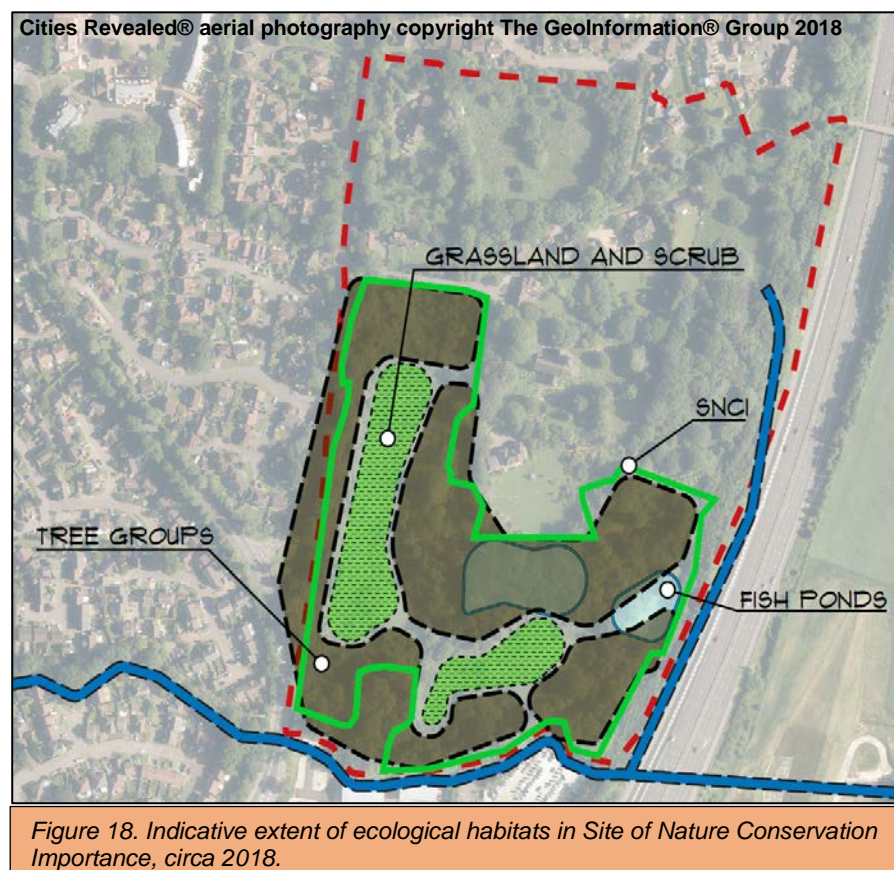 Cities Revealed® aerial photography copyright The GeoInformation® Group 2018
GRASSLAND AND SCRUB
SNCI
TREE GROUPS
FISH PONDS
Figure 18. Indicative extent of ecological habitats in Site of Nature Conservation
Importance, circa 2018.